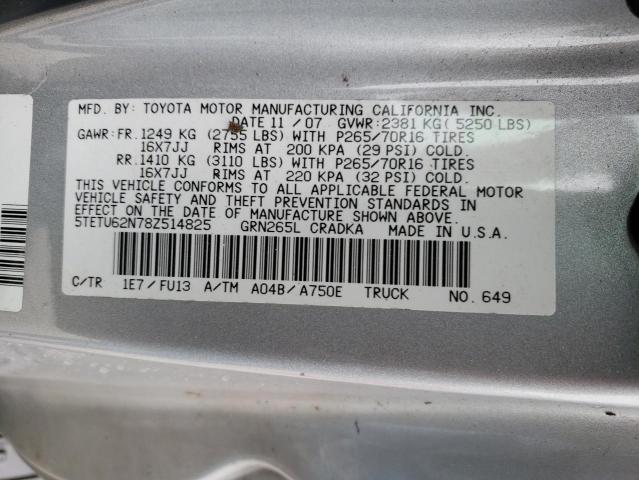 MFD. BY: TOYOTA MOTOR MANUFACTURING CALIFORNIA INC.
DATE 11 / 07 GVWR: 2381 KG( 5250 LBS)
GAWR: FR. 1249 KG (2755 LBS) WITH P265/70R16 TIRES
16X7JJ RIMS AT 200 KPA (29 PSI) COLD.
RR. 1410 KG (3110 LBS) WITH P265/70R16 TIRES
16X7JJ RIMS AT 220 KPA (32 PSI) COLD.
THIS VEHICLE CONFORMS TO ALL APPLICABLE FEDERAL MOTOR
VEHICLE SAFETY AND THEFT PREVENTION STANDARDS IN
EFFECT ON THE DATE OF MANUFACTURE SHOWN ABOVE.
5TETU62N78Z514825 GRN265L CRADKA MADE IN U.S.A.
C/TR 1E7/FU13 A/TM A04B/A750E TRUCK NO. 649